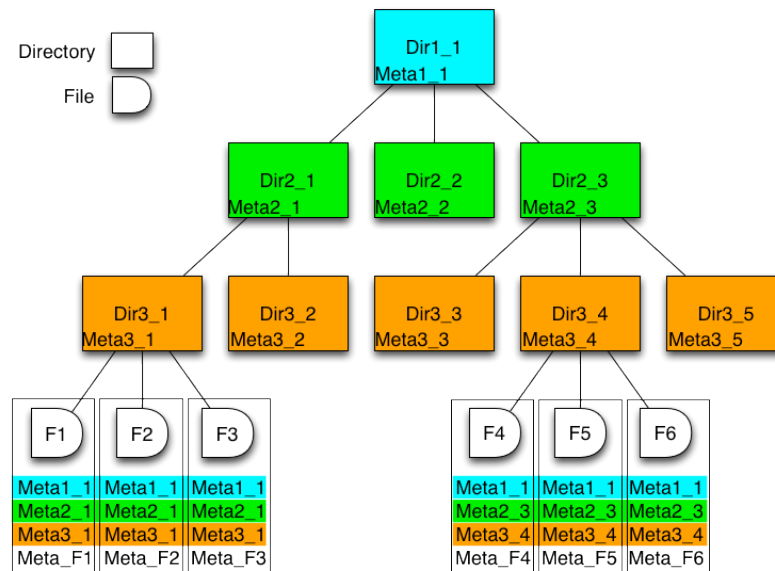 Directory
File
Dir1_1
Meta1_1
Dir2_1 Dir2_2 Dir2_3
Meta2_1 Meta2_2 Meta2_3
Dir3_1 Dir3_2 Dir3_3 Dir3_4 Dir3_5
Meta3_1 Meta3_2 Meta3_3 Meta3_4 Meta3_5
F1 F2 F3 F4 F5 F6
Meta1_1 Meta1_1 Meta1_1 Meta1_1 Meta1_1 Meta1_1
Meta2_1 Meta2_1 Meta2_1 Meta2_3 Meta2_3 Meta2_3
Meta3_1 Meta3_1 Meta3_1 Meta3_4 Meta3_4 Meta3_4
Meta_F1 Meta_F2 Meta_F3 Meta_F4 Meta_F5 Meta_F6